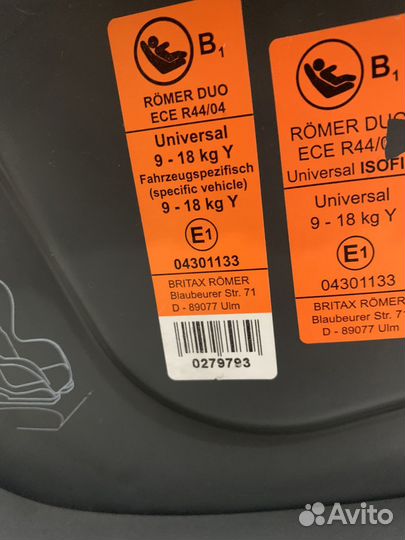 B1
RÖMER DUO
ECE R44/04
Universal
9 - 18 kg Y
Fahrzeugspezifisch
(specific vehicle)
9 - 18 kg Y
E1
04301133
BRITAX RÖMER
Blaubeurer Str. 71
D - 89077 Ulm
0279793
B1
RÖMER DUO
ECE R44/04
Universal ISOFI
Universal
9 - 18 kg Y
E1
04301133
BRITAX RÖMER
Blaubeurer Str. 71
D - 89077 Ulm
Avito